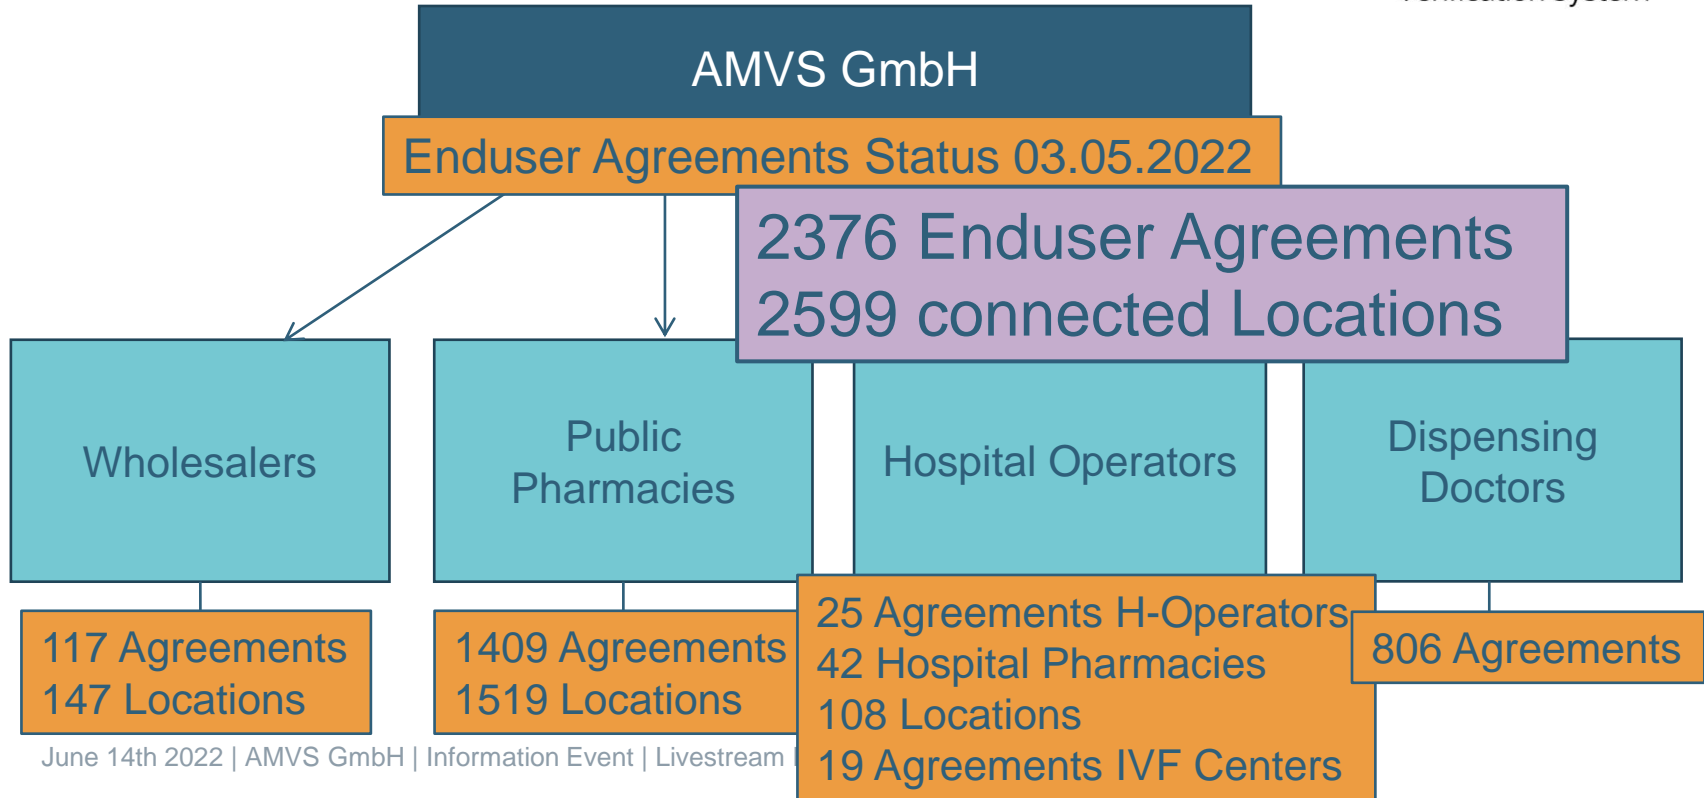 AMVS GmbH
Enduser Agreements Status 03.05.2022
2376 Enduser Agreements
2599 connected Locations
Wholesalers
Public
Pharmacies
Hospital Operators
Dispensing
Doctors
117 Agreements
147 Locations
1409 Agreements
1519 Locations
25 Agreements H-Operators
42 Hospital Pharmacies
108 Locations
19 Agreements IVF Centers
806 Agreements
June 14th 2022 | AMVS GmbH | Information Event | Livestream